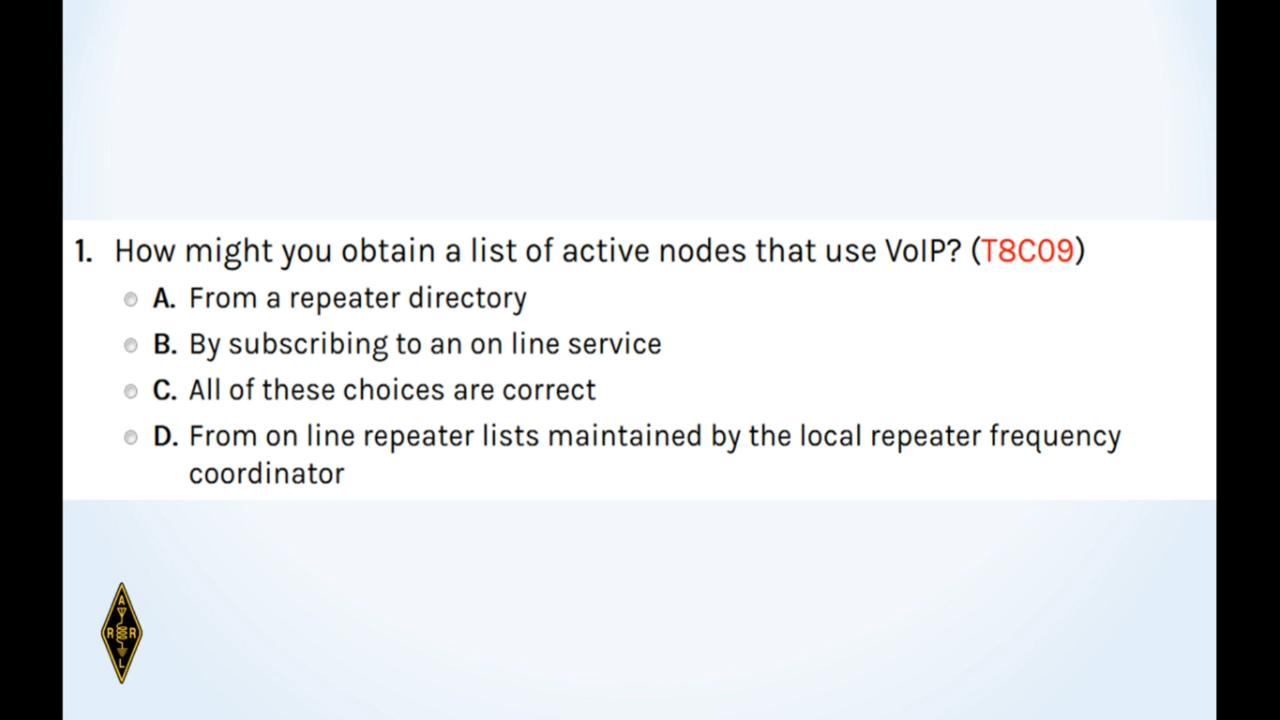 1. How might you obtain a list of active nodes that use VoIP? (T8C09)
A. From a repeater directory
B. By subscribing to an on line service
C. All of these choices are correct
D. From on line repeater lists maintained by the local repeater frequency
coordinator
A
R R
L